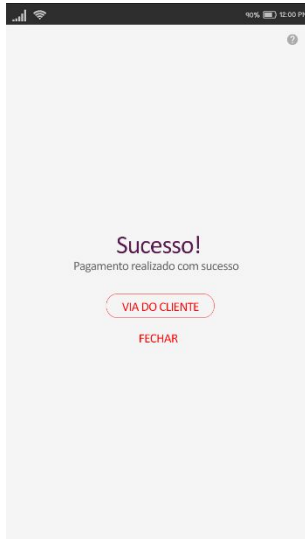 90% 12:00 PM
?
Sucesso!
Pagamento realizado com sucesso
VIA DO CLIENTE
FECHAR